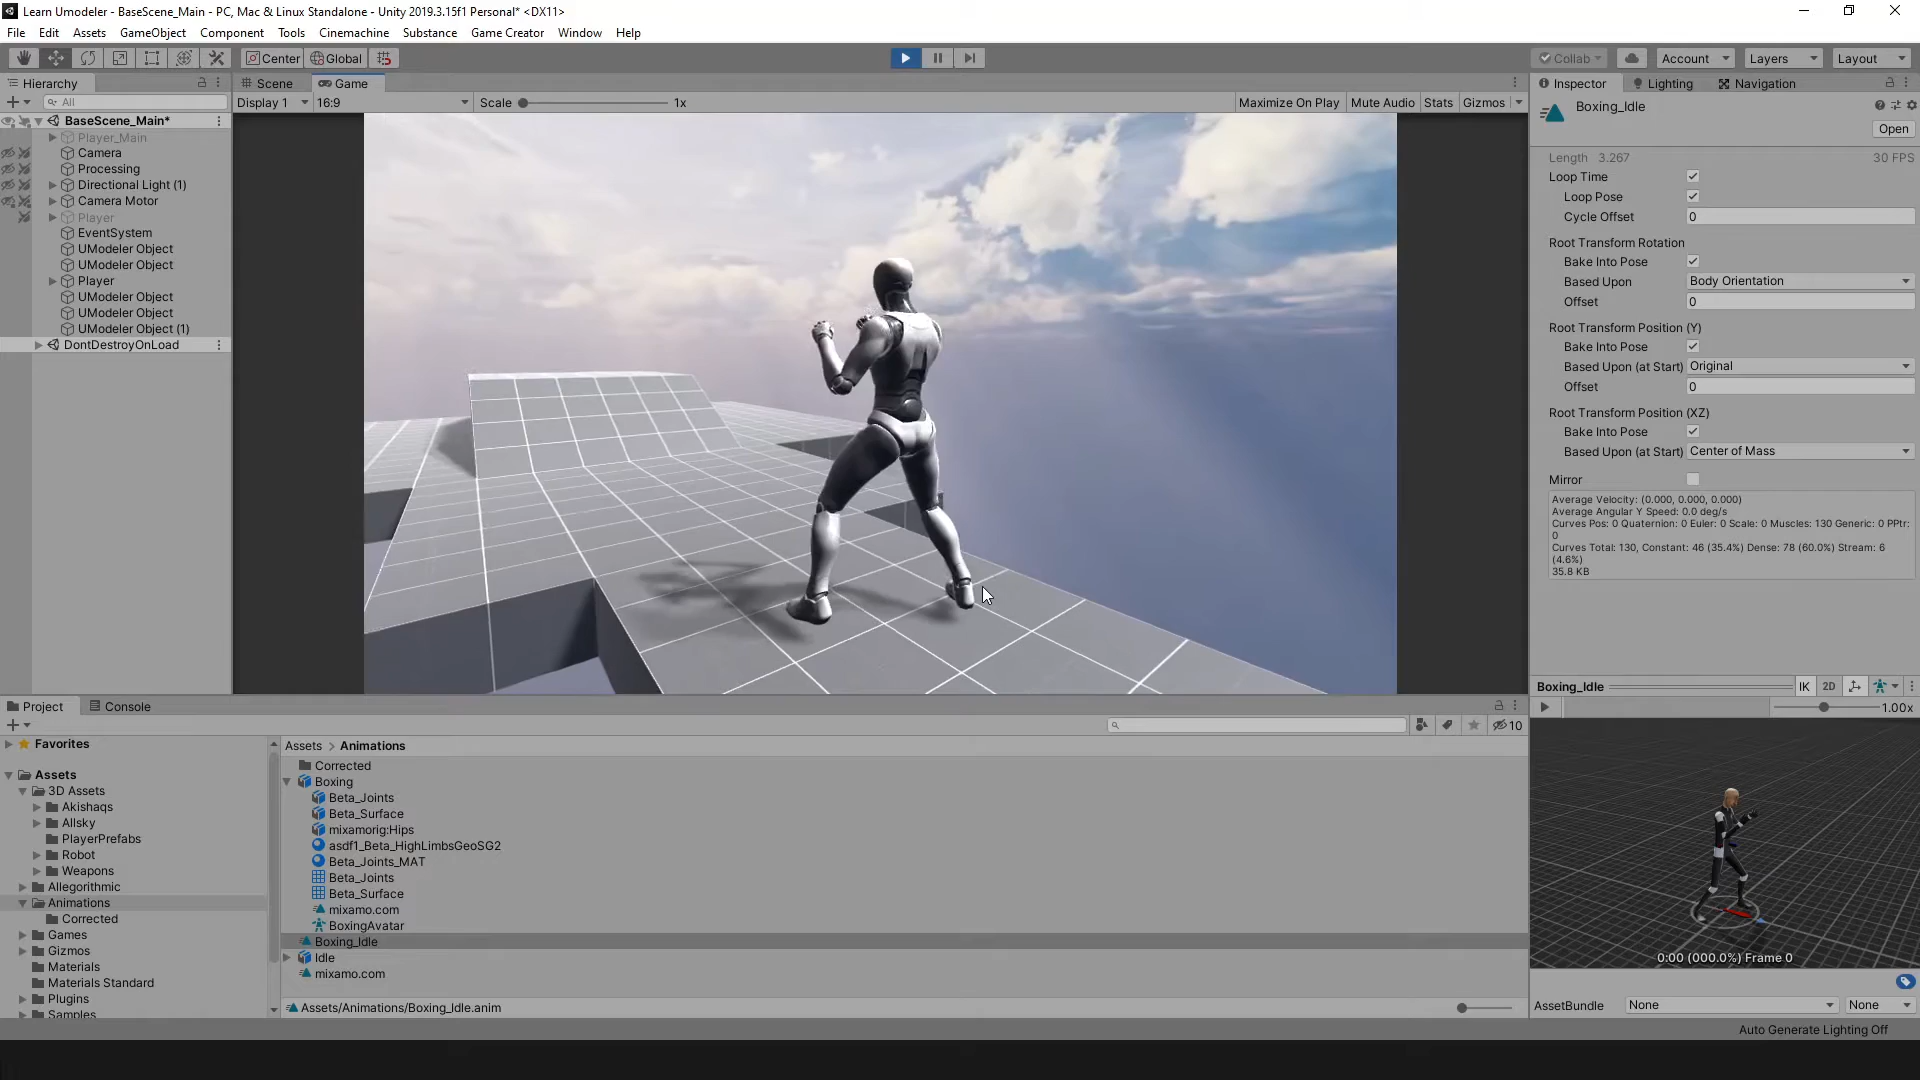 Learn Umodeler - BaseScene_Main - PC, Mac & Linux Standalone - Unity 2019.3.15f1 Personal* <DX11>
File Edit Assets GameObject Component Tools Cinemachine Substance Game Creator Window Help
Center Global Collab Account Layers Layout
Hierarchy Scene Game Inspector Lighting Navigation
All
Display 1 16:9 Scale 1x Maximize On Play Mute Audio Stats Gizmos
BaseScene_Main*
Player_Main
Camera
Processing
Directional Light (1)
Camera Motor
Player
EventSystem
UModeler Object
UModeler Object
Player
UModeler Object
UModeler Object
UModeler Object (1)
DontDestroyOnLoad
Boxing_Idle
Open
Length 3.267 30 FPS
Loop Time
Loop Pose
Cycle Offset 0
Root Transform Rotation
Bake Into Pose
Based Upon Body Orientation
Offset 0
Root Transform Position (Y)
Bake Into Pose
Based Upon (at Start) Original
Offset 0
Root Transform Position (XZ)
Bake Into Pose
Based Upon (at Start) Center of Mass
Mirror
Average Velocity: (0.000, 0.000, 0.000)
Average Angular Y Speed: 0.0 deg/s
Curves Pos: 0 Quaternion: 0 Euler: 0 Scale: 0 Muscles: 130 Generic: 0 PPtr:
0
Curves Total: 130, Constant: 46 (35.4%) Dense: 78 (60.0%) Stream: 6
(4.6%)
35.8 KB
Boxing_Idle IK 2D
1.00x
0:00 (000.0%) Frame 0
AssetBundle None None
Project Console
10
Favorites
Assets
3D Assets
Akishaqs
Allsky
PlayerPrefabs
Robot
Weapons
Allegorithmic
Animations
Corrected
Games
Gizmos
Materials
Materials Standard
Plugins
Samples
Assets > Animations
Corrected
Boxing
Beta_Joints
Beta_Surface
mixamorig:Hips
asdf1_Beta_HighLimbsGeoSG2
Beta_Joints_MAT
Beta_Joints
Beta_Surface
mixamo.com
BoxingAvatar
Boxing_Idle
Idle
mixamo.com
Assets/Animations/Boxing_Idle.anim
Auto Generate Lighting Off